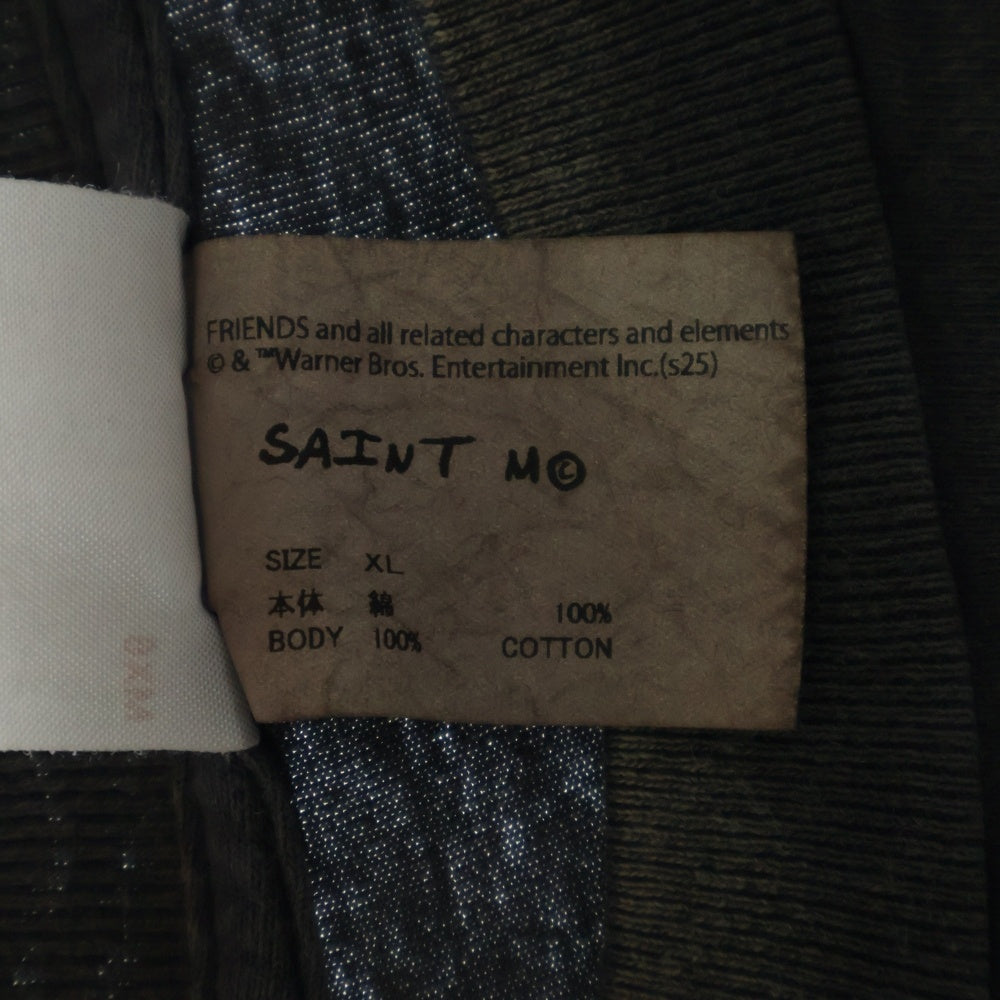 FRIENDS and all related characters and elements
© & ™Warner Bros. Entertainment Inc.(s25)
SAINT M©
SIZE XL
本体 綿 100%
BODY 100% COTTON